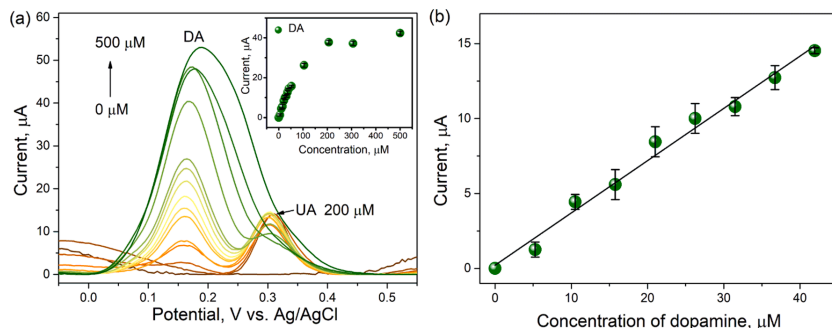 (a)
500 µM
0 µM
DA
UA 200 µM
Current, µA
60
50
40
30
20
10
0
0.0 0.1 0.2 0.3 0.4 0.5
Potential, V vs. Ag/AgCl
DA
Current, µA
40
20
0
0 100 200 300 400 500
Concentration, µM
(b)
Current, µA
15
10
5
0
0 10 20 30 40
Concentration of dopamine, µM